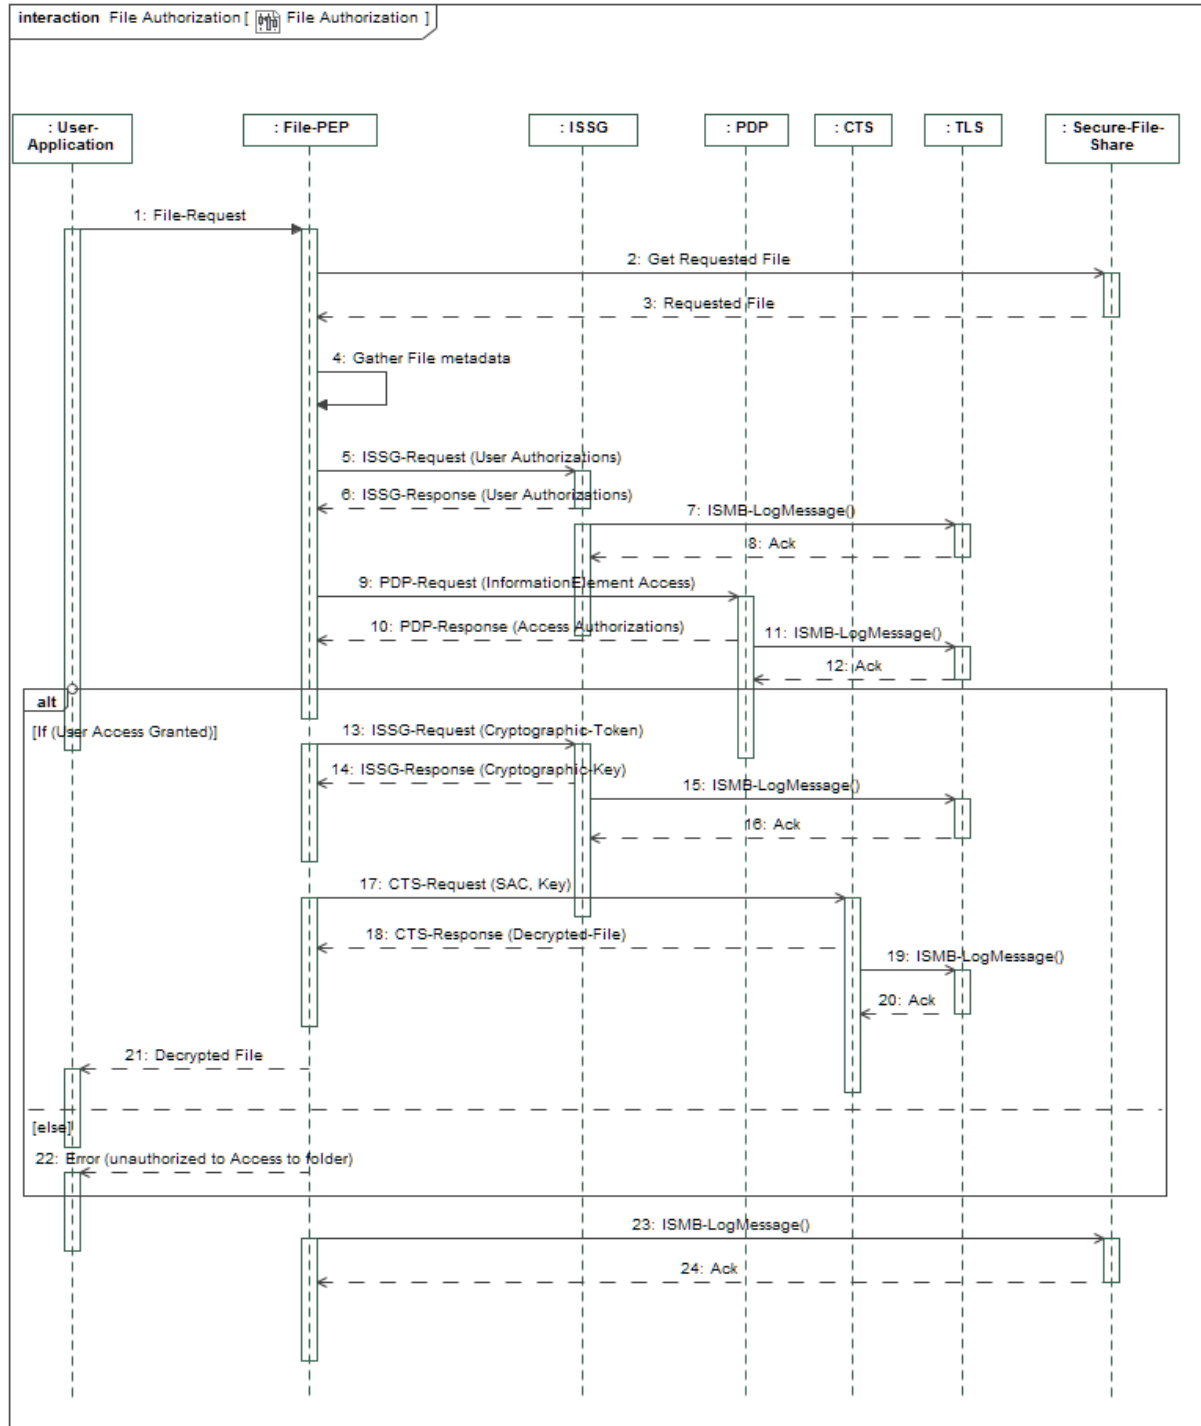 interaction File Authorization [ File Authorization ]
: User-
Application
: File-PEP
: ISSG
: PDP
: CTS
: TLS
: Secure-File-
Share
1: File-Request
2: Get Requested File
3: Requested File
4: Gather File metadata
5: ISSG-Request (User Authorizations)
6: ISSG-Response (User Authorizations)
7: ISMB-LogMessage()
8: Ack
9: PDP-Request (InformationElement Access)
10: PDP-Response (Access Authorizations)
11: ISMB-LogMessage()
12: Ack
alt
[If (User Access Granted)]
13: ISSG-Request (Cryptographic-Token)
14: ISSG-Response (Cryptographic-Key)
15: ISMB-LogMessage()
16: Ack
17: CTS-Request (SAC, Key)
18: CTS-Response (Decrypted-File)
19: ISMB-LogMessage()
20: Ack
21: Decrypted File
[else]
22: Error (unauthorized to Access to folder)
23: ISMB-LogMessage()
24: Ack